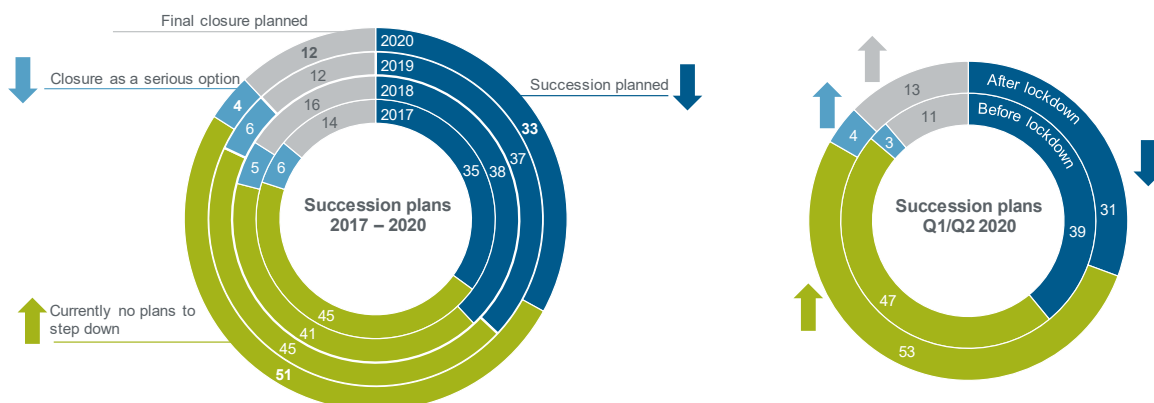 Final closure planned
Closure as a serious option
Succession planned
Currently no plans to
step down
2020
2019
2018
2017
12
12
16
14
4
6
5
6
33
37
38
35
Succession plans
2017 – 2020
45
41
45
51
After lockdown
Before lockdown
13
11
4
3
31
39
Succession plans
Q1/Q2 2020
47
53